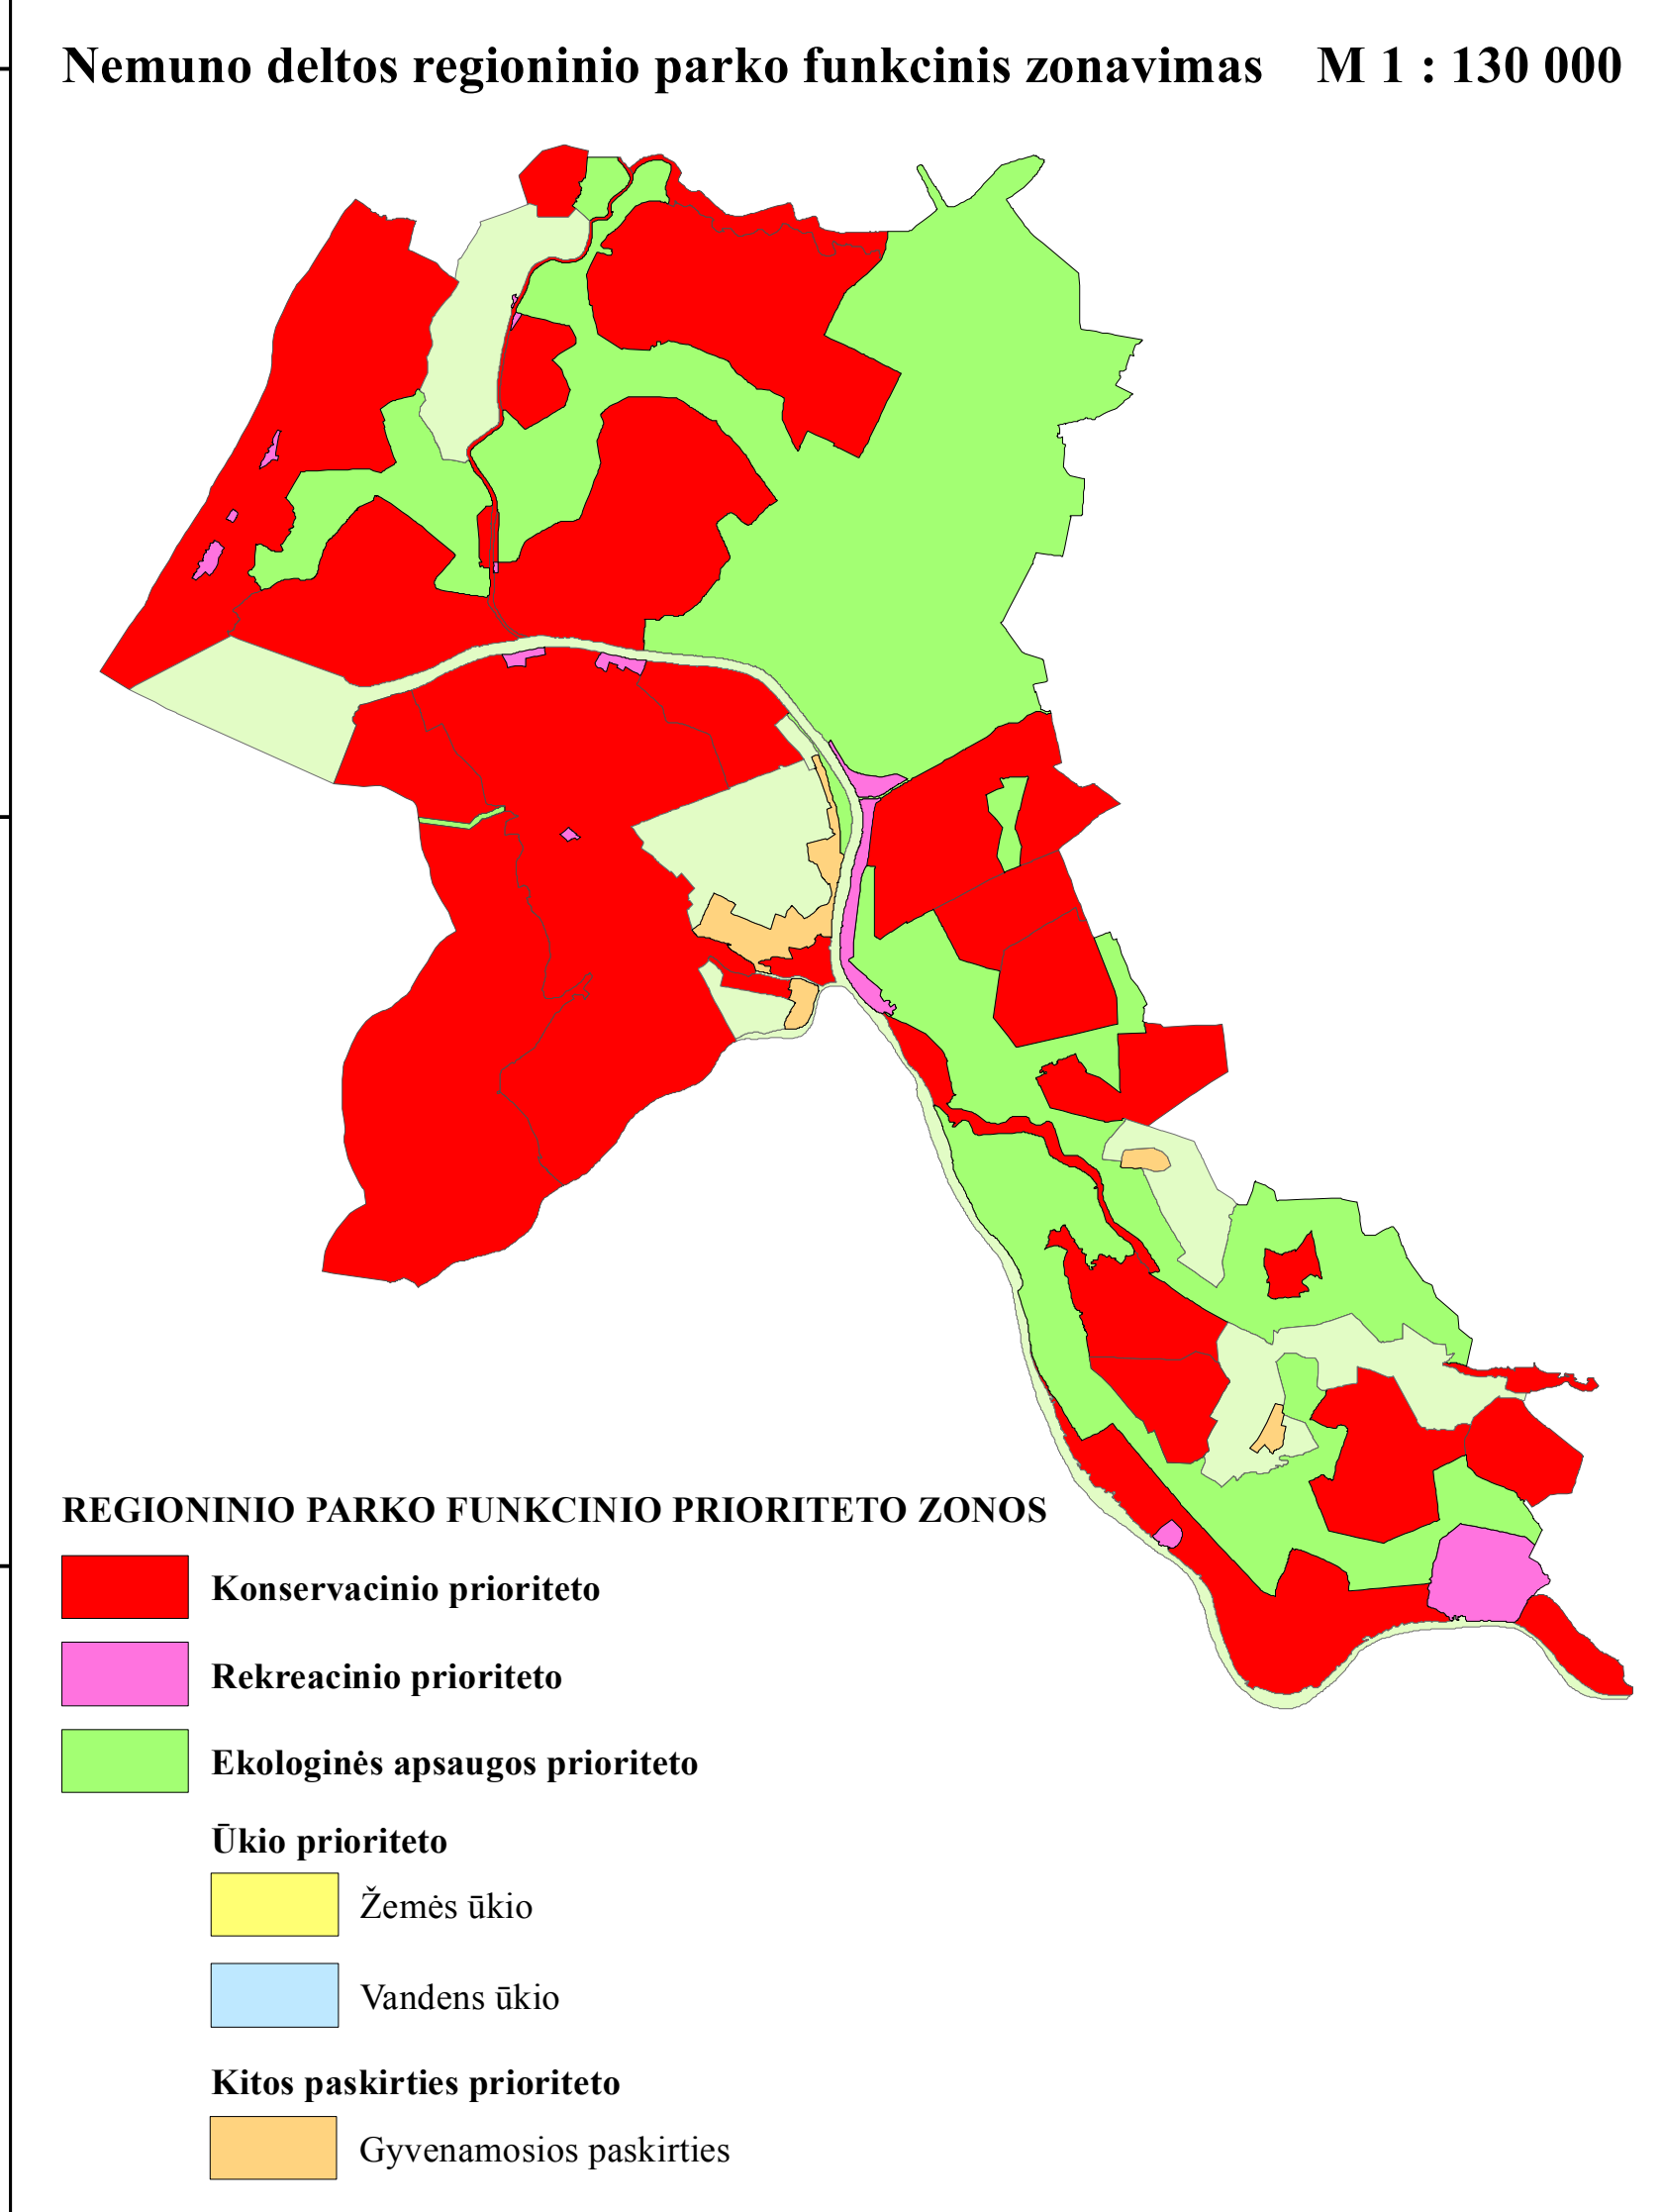 Nemuno deltos regioninio parko funkcinis zonavimas M 1 : 130 000
REGIONINIO PARKO FUNKCINIO PRIORITETO ZONOS
Konservacinio prioriteto
Rekreacinio prioriteto
Ekologinės apsaugos prioriteto
Ūkio prioriteto
Žemės ūkio
Vandens ūkio
Kitos paskirties prioriteto
Gyvenamosios paskirties